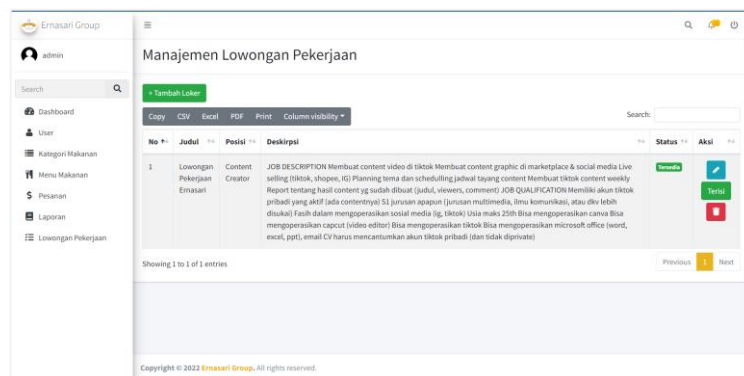 Ernasari Group
admin
Search
Dashboard
User
Kategori Makanan
Menu Makanan
Pesanan
Laporan
Lowongan Pekerjaan
Manajemen Lowongan Pekerjaan
+ Tambah Loker
Copy CSV Excel PDF Print Column visibility
Search:
No Judul Posisi Deskirpsi Status Aksi
1 Lowongan Pekerjaan Ernasari Content Creator
JOB DESCRIPTION Membuat content video di tiktok Membuat content graphic di marketplace & social media Live
selling (tiktok, shopee, IG) Planning tema dan schedulling jadwal tayang content Membuat tiktok content weekly
Report tentang hasil content yg sudah dibuat (judul, viewers, comment) JOB QUALIFICATION Memiliki akun tiktok
pribadi yang aktif (ada contentnya) S1 jurusan apapun (jurusan multimedia, ilmu komunikasi, atau dkv lebih
disukai) Fasih dalam mengoperasikan sosial media (ig, tiktok) Usia maks 25th Bisa mengoperasikan canva Bisa
mengoperasikan capcut (video editor) Bisa mengoperasikan tiktok Bisa mengoperasikan microsoft office (word,
excel, ppt), email CV harus mencantumkan akun tiktok pribadi (dan tidak diprivate)
Tersedia
Terisi
Showing 1 to 1 of 1 entries
Previous 1 Next
Copyright © 2022 Ernasari Group. All rights reserved.